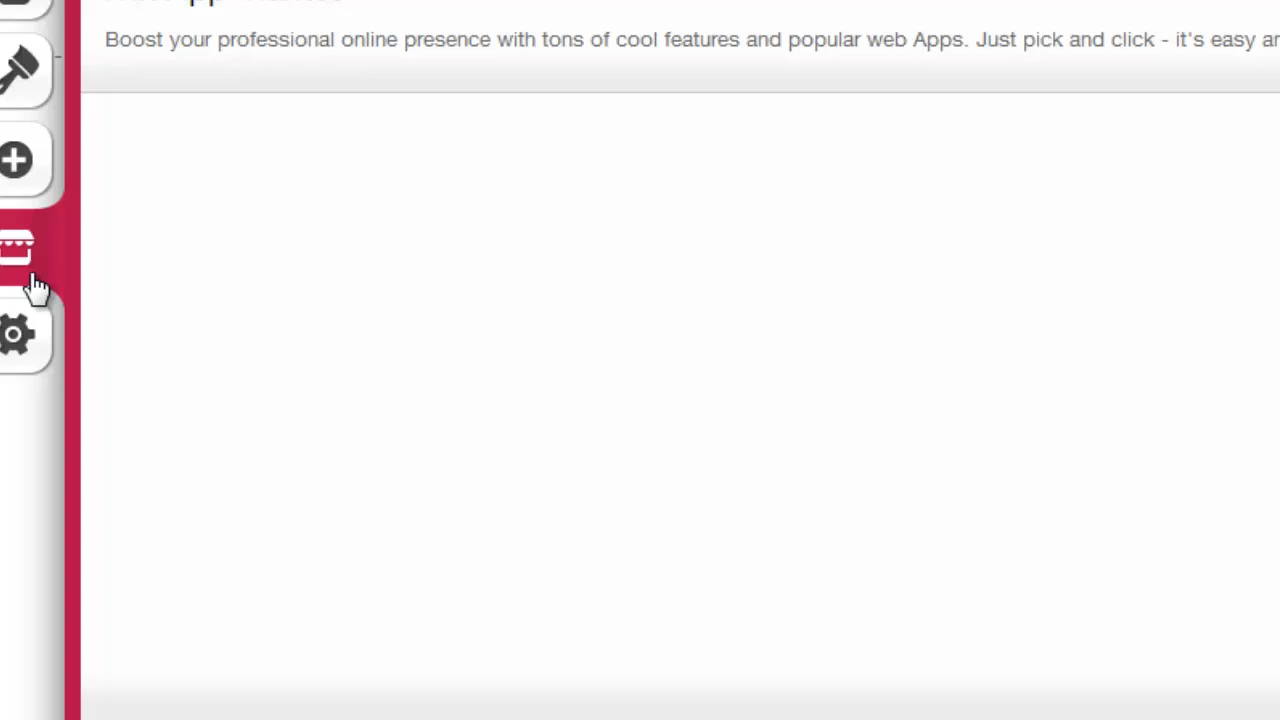 Boost your professional online presence with tons of cool features and popular web Apps. Just pick and click - it's easy